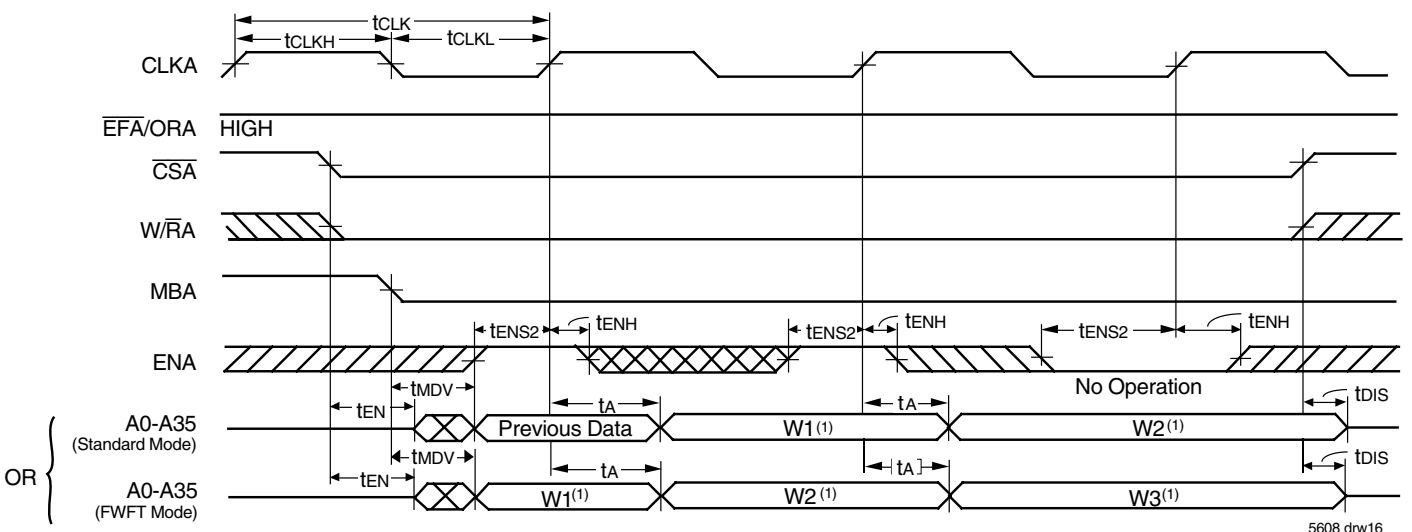 tCLK
tCLKH
tCLKL
CLKA
EFA/ORA HIGH
CSA
W/RA
MBA
tENS2 tENH tENS2 tENH tENS2 tENH
ENA
No Operation
tMDV
tEN tA tA tDIS
A0-A35 Previous Data W1(1) W2(1)
(Standard Mode)
OR
tMDV tDIS
tEN tA tA
A0-A35 W1(1) W2(1) W3(1)
(FWFT Mode)
5608 drw16